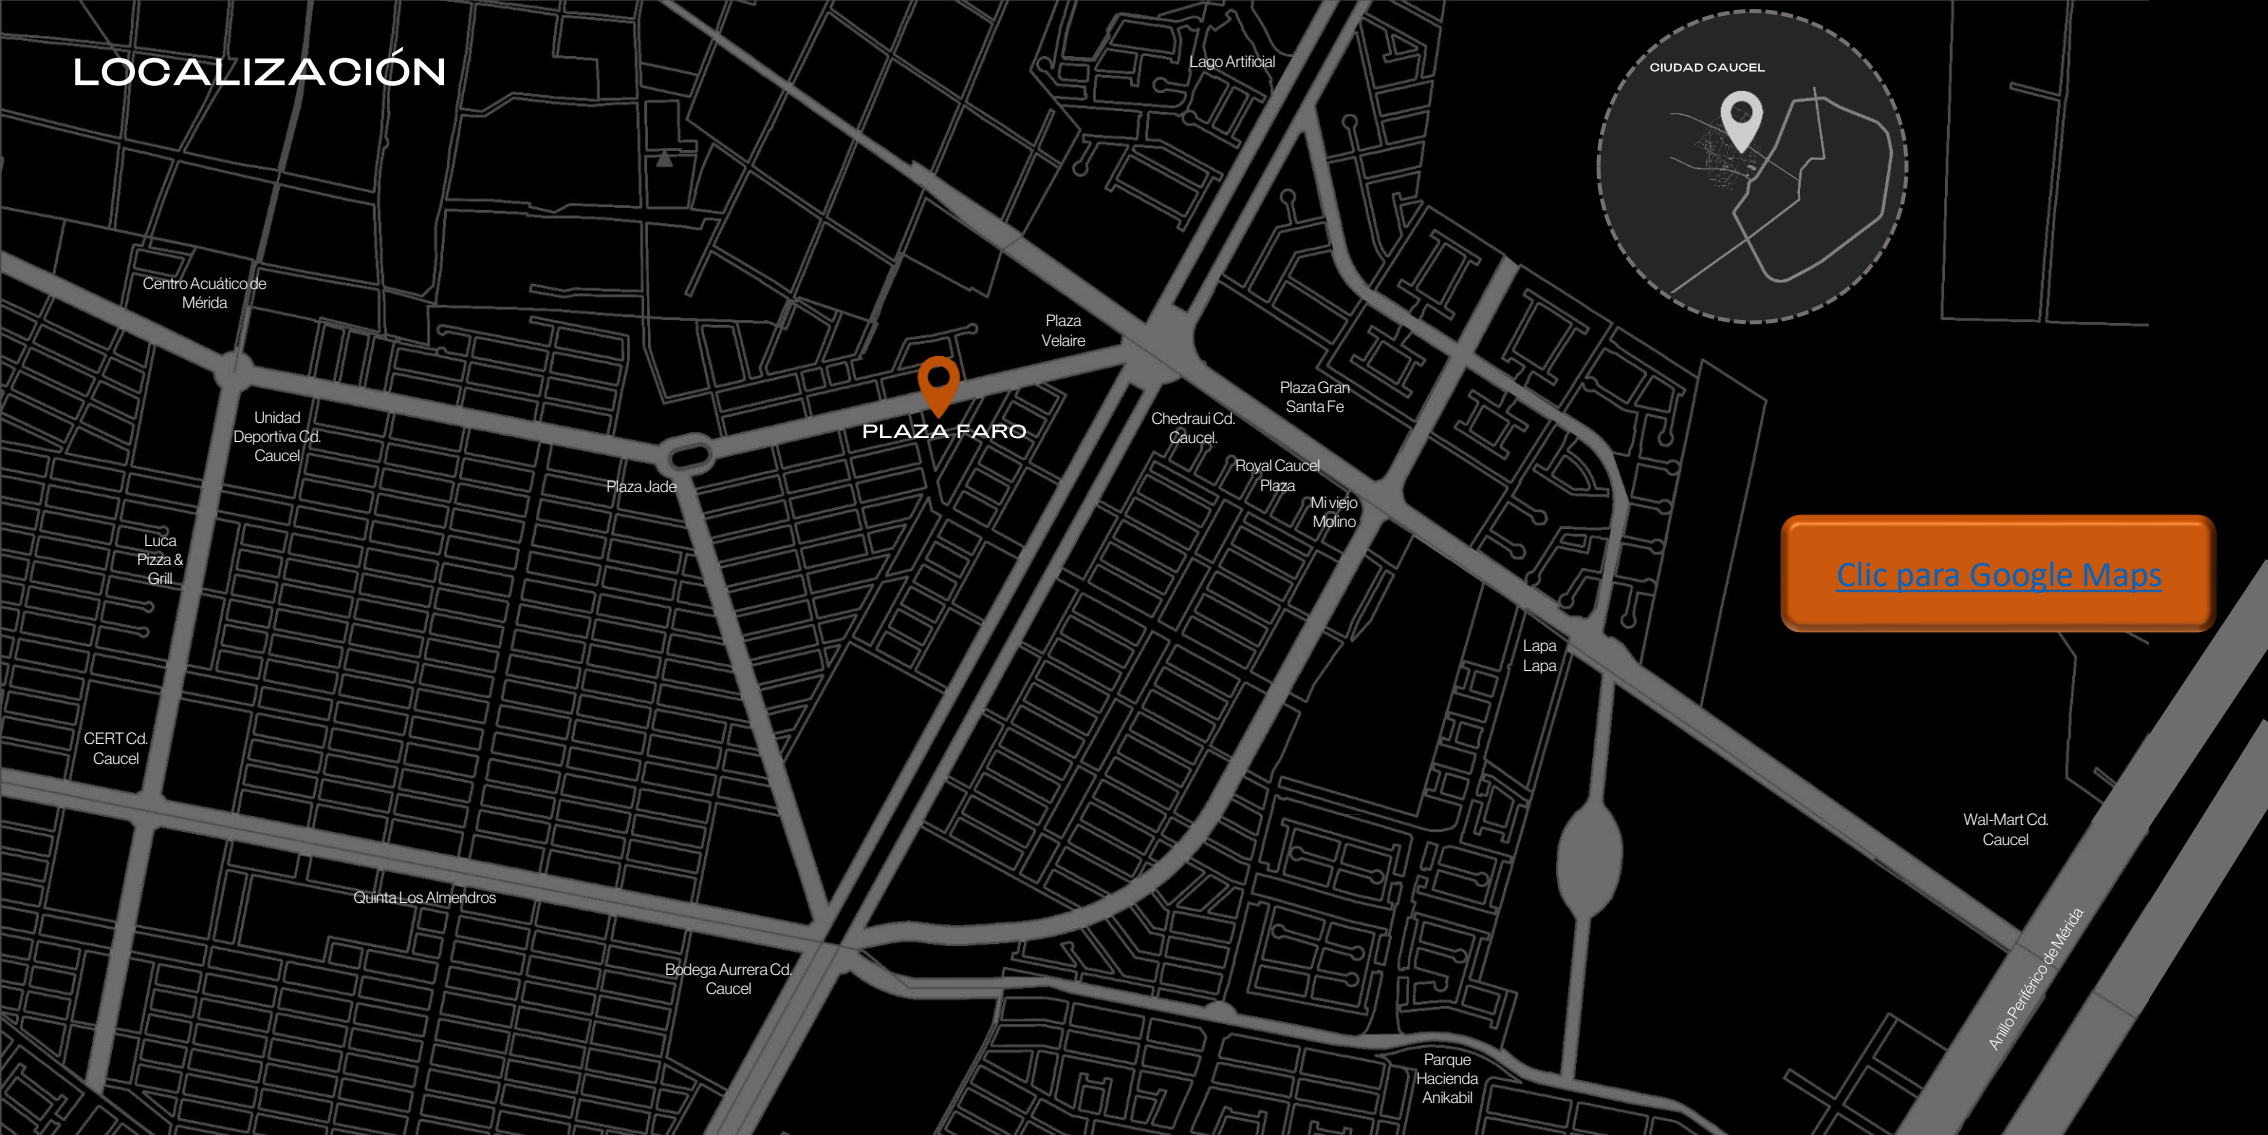 LOCALIZACIÓN
Lago Artificial
CIUDAD CAUCEL
Centro Acuático de
Mérida
Plaza
Velaire
Unidad
Deportiva Cd.
Caucel
PLAZA FARO
Plaza Jade
Plaza Gran
Santa Fe
Chedraui Cd.
Caucel.
Royal Caucel
Plaza
Mi viejo
Molino
Luca
Pizza &
Grill
Clic para Google Maps
Lapa
Lapa
CERT Cd.
Caucel
Wal-Mart Cd.
Caucel
Quinta Los Almendros
Bodega Aurrera Cd.
Caucel
Anillo Periférico de Mérida
Parque
Hacienda
Anikabil